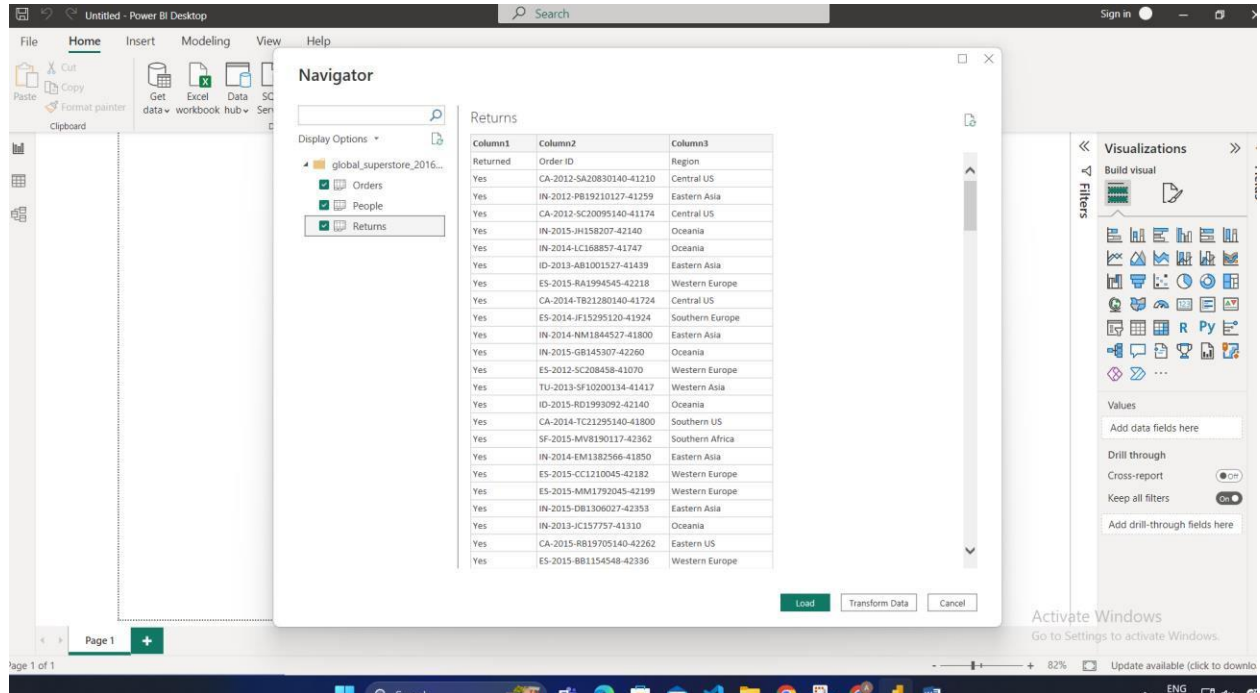 Untitled - Power BI Desktop
Search
Sign in
File Home Insert Modeling View Help
Paste
Cut
Copy
Format painter
Clipboard
Get data
Excel workbook
Data hub
Navigator
Display Options
global_superstore_2016...
Orders
People
Returns
Returns
Column1 Column2 Column3
Returned Order ID Region
Yes CA-2012-SA20830140-41210 Central US
Yes IN-2012-PB19210127-41259 Eastern Asia
Yes CA-2012-SC20095140-41174 Central US
Yes IN-2015-JH158207-42140 Oceania
Yes IN-2014-LC168857-41747 Oceania
Yes ID-2013-AB1001527-41439 Eastern Asia
Yes ES-2015-RA1994545-42218 Western Europe
Yes CA-2014-TB21280140-41724 Central US
Yes ES-2014-JF15295120-41924 Southern Europe
Yes IN-2014-NM1844527-41800 Eastern Asia
Yes IN-2015-GB145307-42260 Oceania
Yes ES-2012-SC208458-41070 Western Europe
Yes TU-2013-SF10200134-41417 Western Asia
Yes ID-2015-RD1993092-42140 Oceania
Yes CA-2014-TC21295140-41800 Southern US
Yes SF-2015-MV8190117-42362 Southern Africa
Yes IN-2014-EM1382566-41850 Eastern Asia
Yes ES-2015-CC1210045-42182 Western Europe
Yes ES-2015-MM1792045-42199 Western Europe
Yes IN-2015-DB1306027-42353 Eastern Asia
Yes IN-2013-JC157757-41310 Oceania
Yes CA-2015-RB19705140-42262 Eastern US
Yes ES-2015-BB1154548-42336 Western Europe
Load Transform Data Cancel
Filters
Visualizations
Build visual
R Py
Values
Add data fields here
Drill through
Cross-report Off
Keep all filters On
Add drill-through fields here
Activate Windows
Go to Settings to activate Windows.
Page 1
Page 1 of 1
82%
Update available (click to downlo
ENG